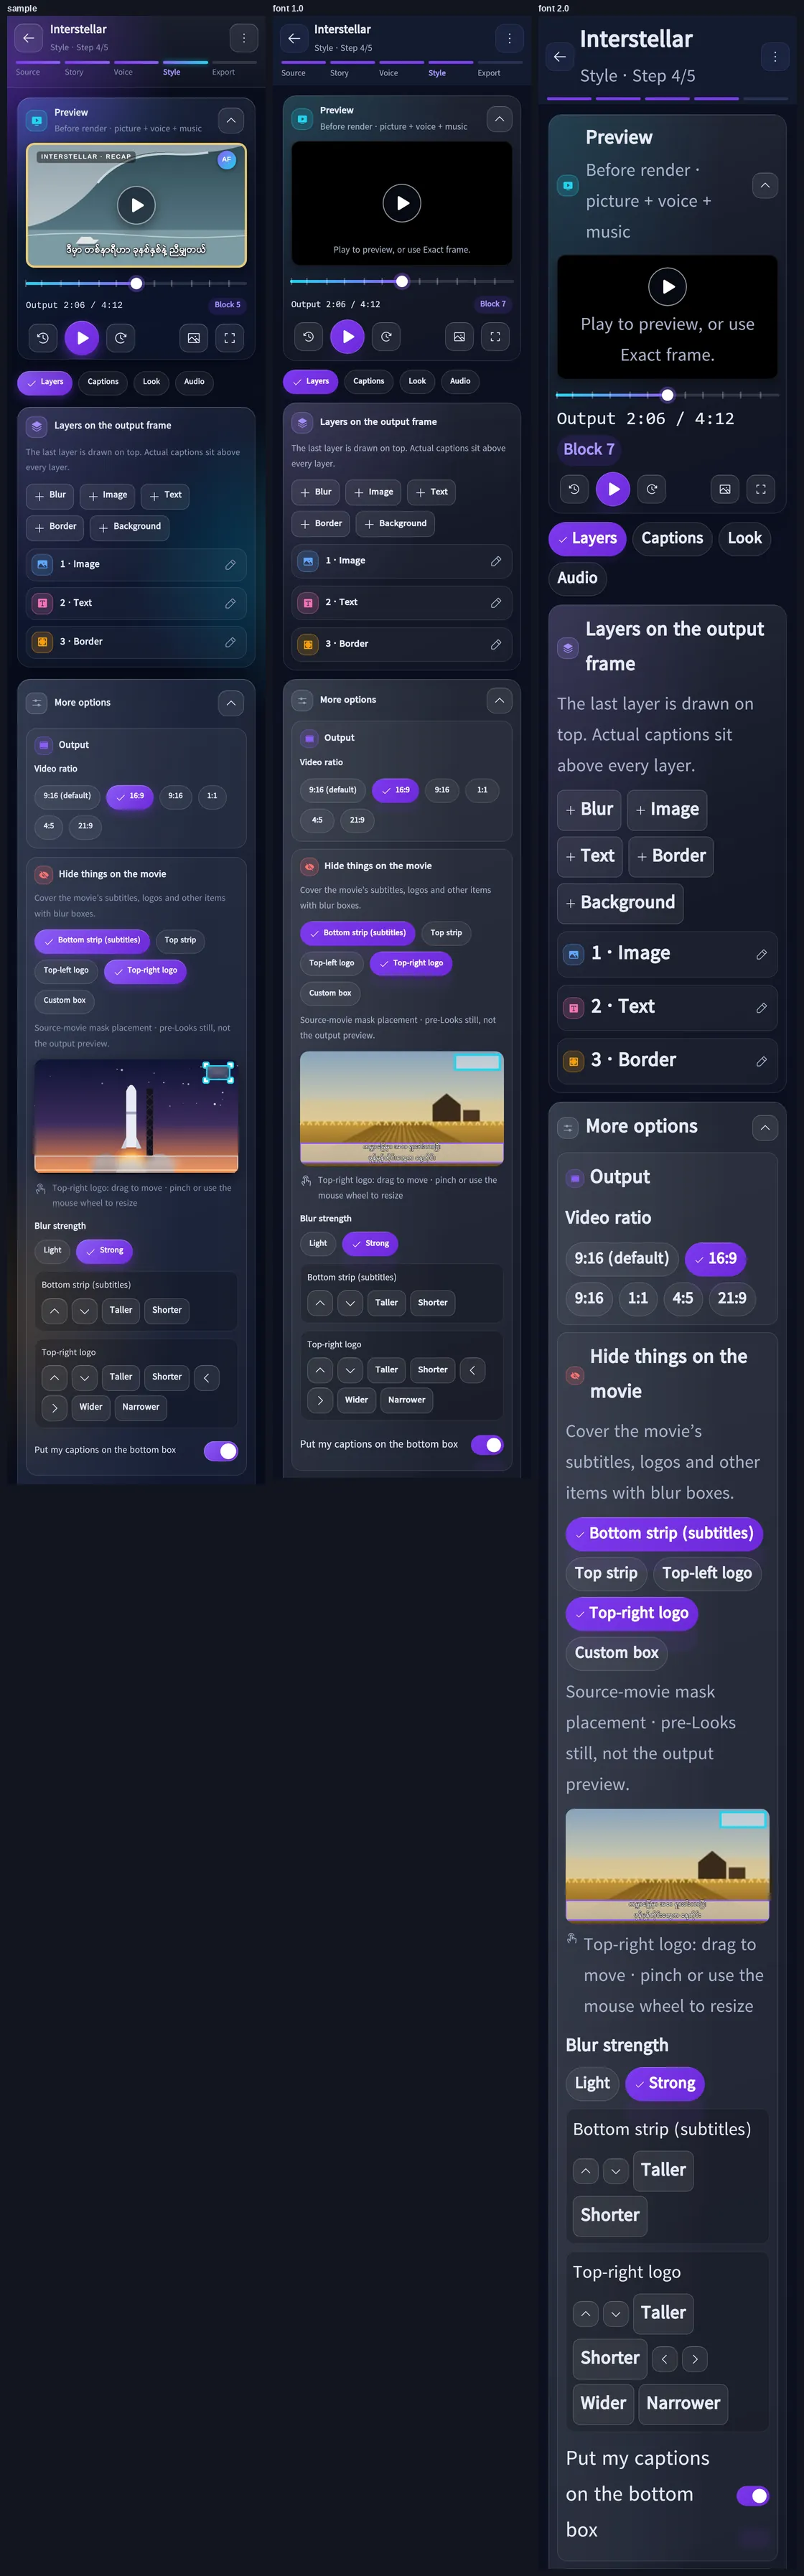 sample
Interstellar
Style · Step 4/5
Source Story Voice Style Export
Preview
Before render · picture + voice + music
INTERSTELLAR · RECAP
AF
ဒီမှာ တစ်နာရီဟာ ခုနစ်နှစ်နဲ့ ညီမျှတယ်
Output 2:06 / 4:12 Block 5
Layers Captions Look Audio
Layers on the output frame
The last layer is drawn on top. Actual captions sit above
every layer.
Blur Image Text
Border Background
1 · Image
2 · Text
3 · Border
More options
Output
Video ratio
9:16 (default) 16:9 9:16 1:1
4:5 21:9
Hide things on the movie
Cover the movie’s subtitles, logos and other items
with blur boxes.
Bottom strip (subtitles) Top strip
Top-left logo Top-right logo
Custom box
Source-movie mask placement · pre-Looks still, not
the output preview.
Top-right logo: drag to move · pinch or use the
mouse wheel to resize
Blur strength
Light Strong
Bottom strip (subtitles)
Taller Shorter
Top-right logo
Taller Shorter
Wider Narrower
Put my captions on the bottom box
font 1.0
Interstellar
Style · Step 4/5
Source Story Voice Style Export
Preview
Before render · picture + voice + music
Play to preview, or use Exact frame.
Output 2:06 / 4:12 Block 7
Layers Captions Look Audio
Layers on the output frame
The last layer is drawn on top. Actual captions sit above
every layer.
Blur Image Text
Border Background
1 · Image
2 · Text
3 · Border
More options
Output
Video ratio
9:16 (default) 16:9 9:16 1:1
4:5 21:9
Hide things on the movie
Cover the movie’s subtitles, logos and other items
with blur boxes.
Bottom strip (subtitles) Top strip
Top-left logo Top-right logo
Custom box
Source-movie mask placement · pre-Looks still, not
the output preview.
Top-right logo: drag to move · pinch or use the
mouse wheel to resize
Blur strength
Light Strong
Bottom strip (subtitles)
Taller Shorter
Top-right logo
Taller Shorter
Wider Narrower
Put my captions on the bottom box
font 2.0
Interstellar
Style · Step 4/5
Preview
Before render ·
picture + voice +
music
Play to preview, or use
Exact frame.
Output 2:06 / 4:12
Block 7
Layers Captions Look
Audio
Layers on the output
frame
The last layer is drawn on
top. Actual captions sit
above every layer.
Blur Image
Text Border
Background
1 · Image
2 · Text
3 · Border
More options
Output
Video ratio
9:16 (default) 16:9
9:16 1:1 4:5 21:9
Hide things on the
movie
Cover the movie’s
subtitles, logos and other
items with blur boxes.
Bottom strip (subtitles)
Top strip Top-left logo
Top-right logo
Custom box
Source-movie mask
placement · pre-Looks
still, not the output
preview.
Top-right logo: drag to
move · pinch or use the
mouse wheel to resize
Blur strength
Light Strong
Bottom strip (subtitles)
Taller
Shorter
Top-right logo
Taller
Shorter
Wider Narrower
Put my captions
on the bottom
box